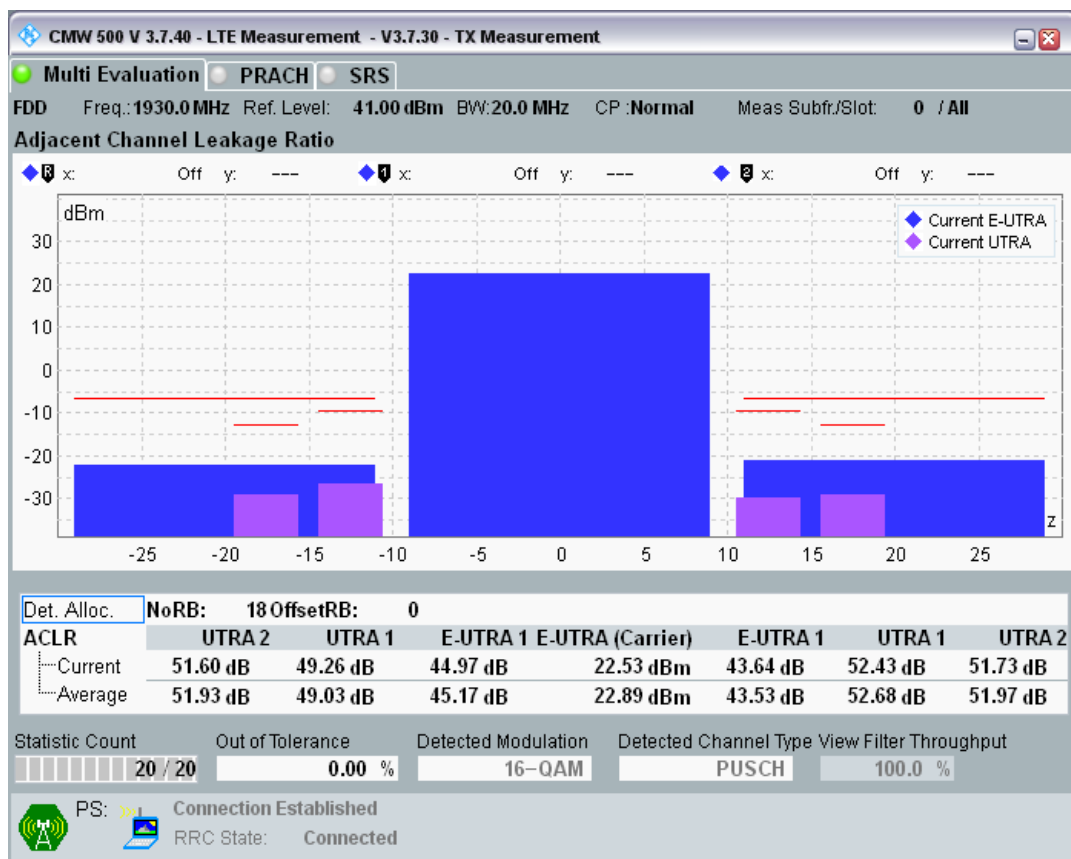 CMW 500 V 3.7.40 - LTE Measurement - V3.7.30 - TX Measurement
Multi Evaluation PRACH SRS
FDD Freq.: 1930.0 MHz Ref. Level: 41.00 dBm BW: 20.0 MHz CP : Normal Meas Subfr./Slot: 0 / All
Adjacent Channel Leakage Ratio
R x: Off y: --- 1 x: Off y: --- 2 x: Off y: ---
dBm
Current E-UTRA
Current UTRA
30
20
10
0
-10
-20
-30
z
-25 -20 -15 -10 -5 0 5 10 15 20 25
Det. Alloc. NoRB: 18 OffsetRB: 0
ACLR UTRA 2 UTRA 1 E-UTRA 1 E-UTRA (Carrier) E-UTRA 1 UTRA 1 UTRA 2
Current 51.60 dB 49.26 dB 44.97 dB 22.53 dBm 43.64 dB 52.43 dB 51.73 dB
Average 51.93 dB 49.03 dB 45.17 dB 22.89 dBm 43.53 dB 52.68 dB 51.97 dB
Statistic Count Out of Tolerance Detected Modulation Detected Channel Type View Filter Throughput
20 / 20 0.00 % 16-QAM PUSCH 100.0 %
PS: Connection Established
RRC State: Connected